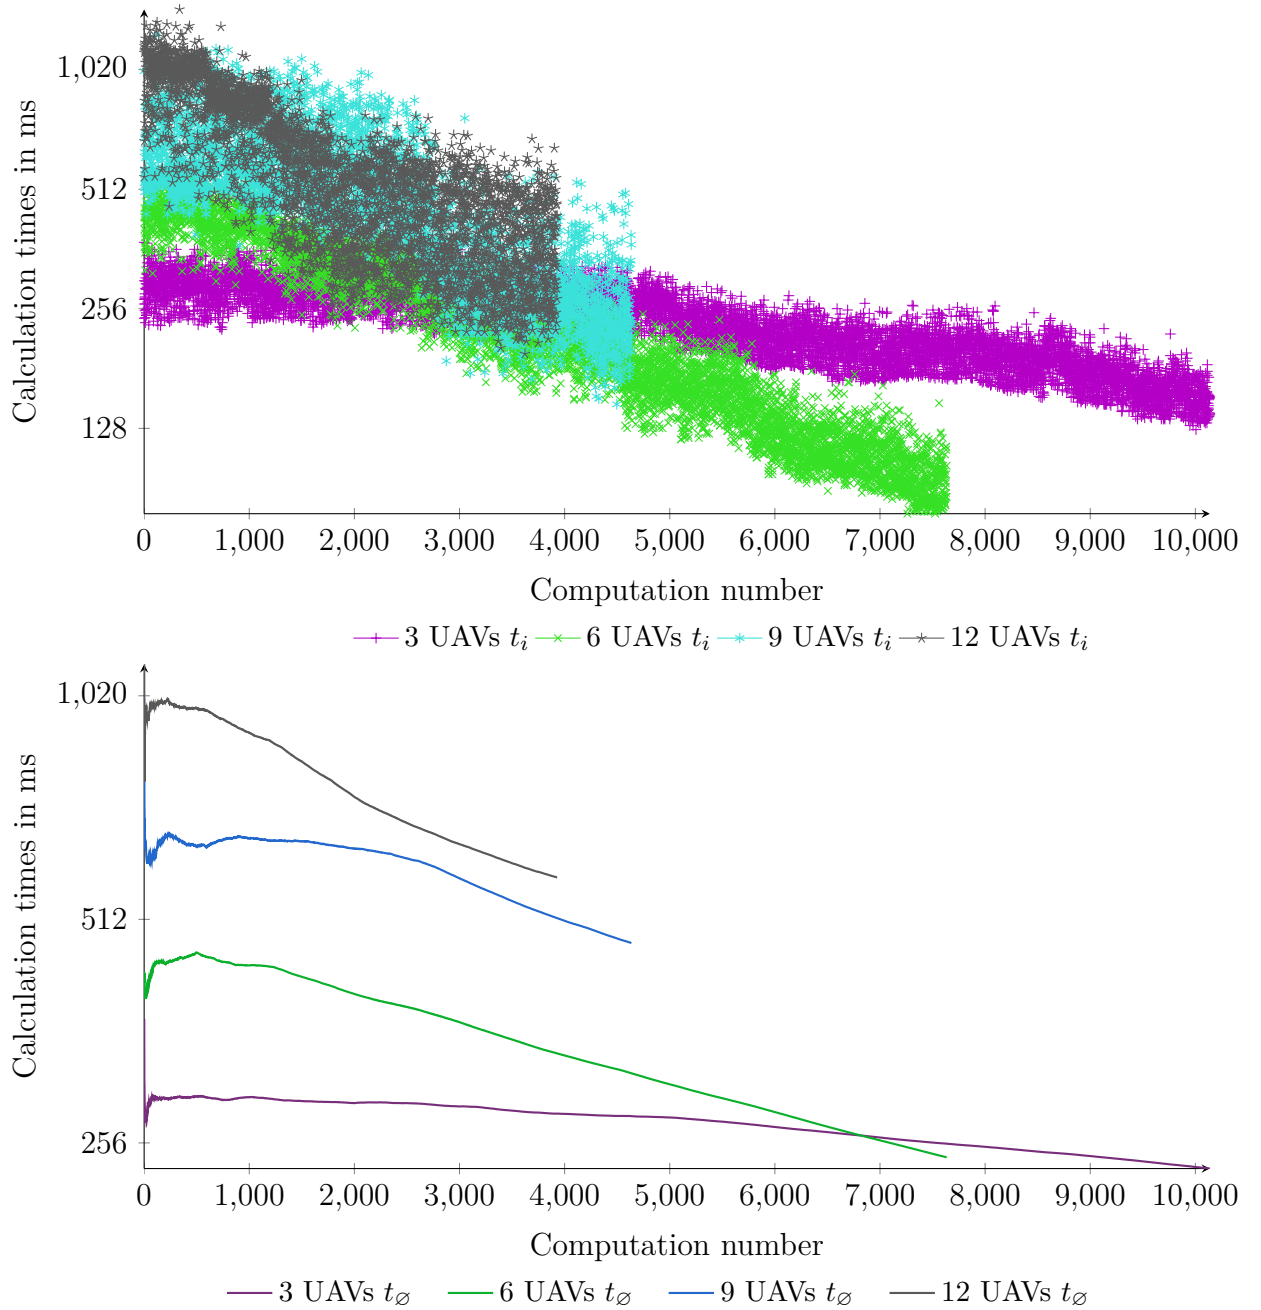 1,020
512
256
128
Calculation times in ms
0 1,000 2,000 3,000 4,000 5,000 6,000 7,000 8,000 9,000 10,000
Computation number
3 UAVs tᵢ 6 UAVs tᵢ 9 UAVs tᵢ 12 UAVs tᵢ
1,020
512
256
Calculation times in ms
0 1,000 2,000 3,000 4,000 5,000 6,000 7,000 8,000 9,000 10,000
Computation number
3 UAVs t∅ 6 UAVs t∅ 9 UAVs t∅ 12 UAVs t∅